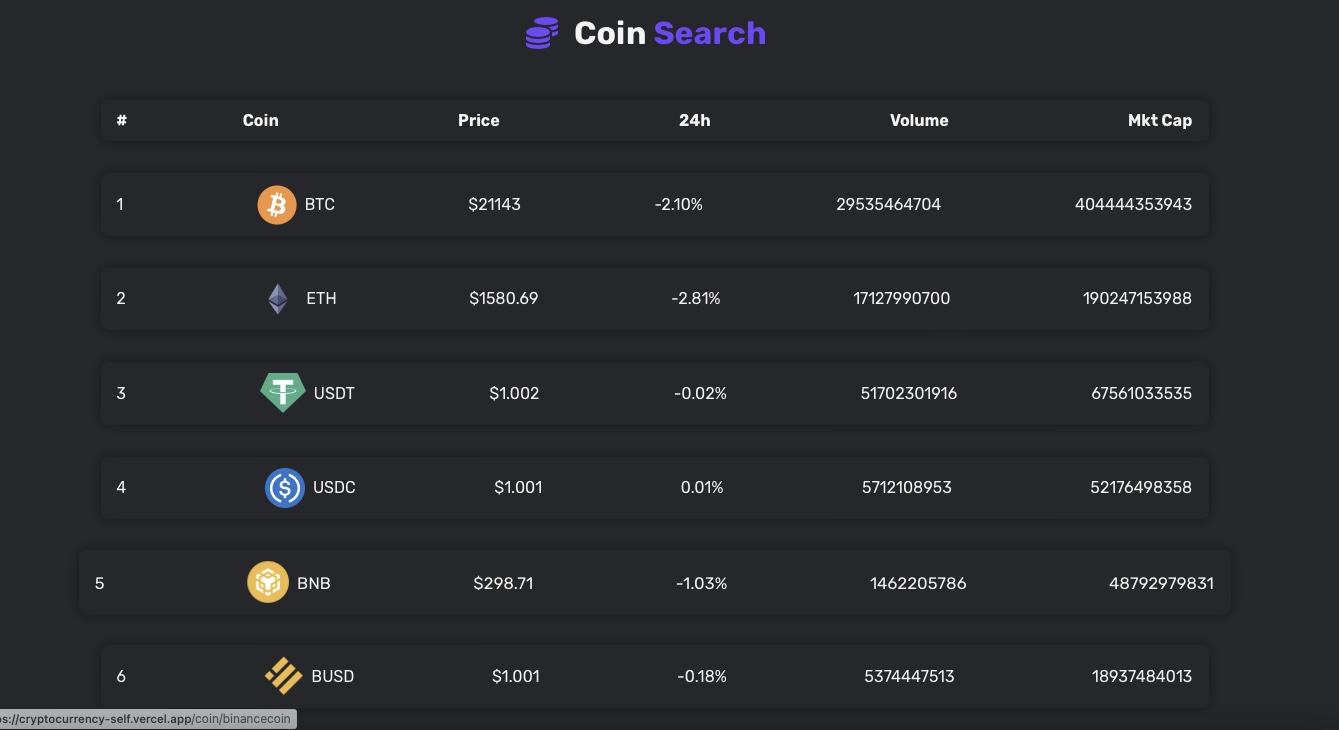 Coin Search
# Coin Price 24h Volume Mkt Cap
1 BTC $21143 -2.10% 29535464704 404444353943
2 ETH $1580.69 -2.81% 17127990700 190247153988
3 USDT $1.002 -0.02% 51702301916 67561033535
4 USDC $1.001 0.01% 5712108953 52176498358
5 BNB $298.71 -1.03% 1462205786 48792979831
6 BUSD $1.001 -0.18% 5374447513 18937484013
ps://cryptocurrency-self.vercel.app/coin/binancecoin